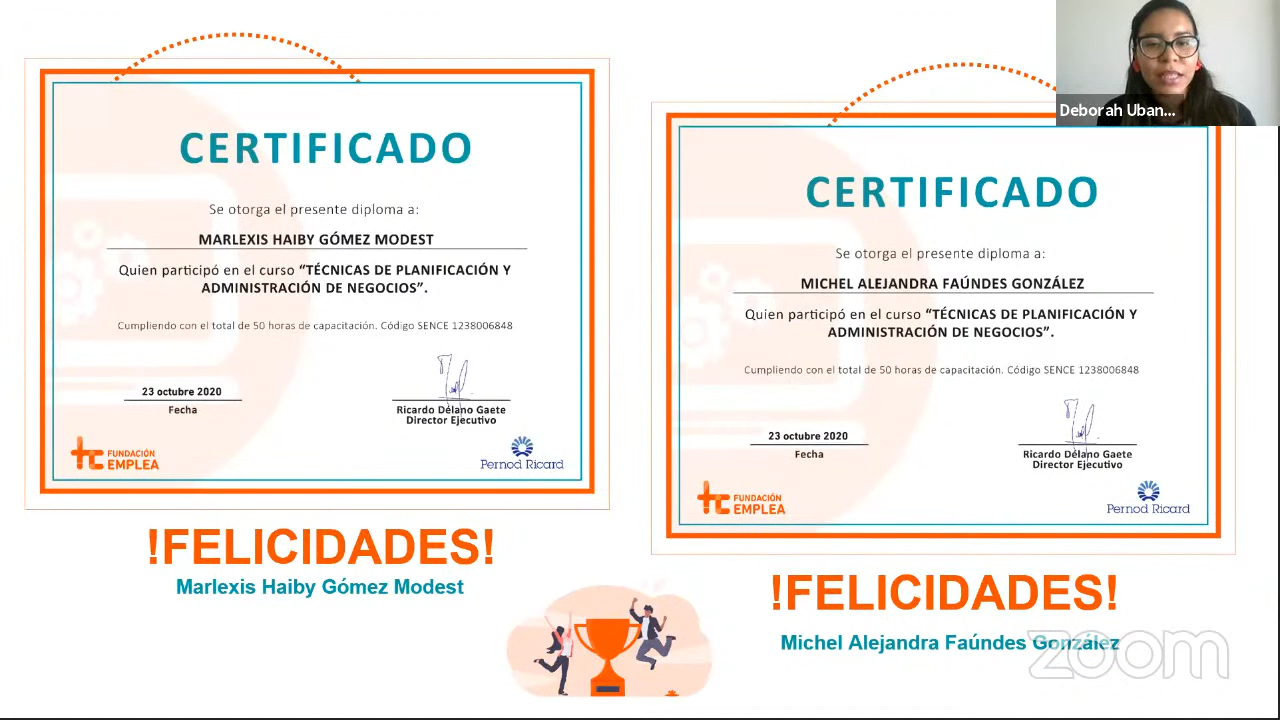 CERTIFICADO
Se otorga el presente diploma a:
MARLEXIS HAIBY GÓMEZ MODEST
Quien participó en el curso “TÉCNICAS DE PLANIFICACIÓN Y
ADMINISTRACIÓN DE NEGOCIOS”.
Cumpliendo con el total de 50 horas de capacitación. Código SENCE 1238006848
23 octubre 2020
Fecha
Ricardo Délano Gaete
Director Ejecutivo
FUNDACIÓN
EMPLEA
Pernod Ricard
!FELICIDADES!
Marlexis Haiby Gómez Modest
Deborah Uban...
CERTIFICADO
Se otorga el presente diploma a:
MICHEL ALEJANDRA FAÚNDES GONZÁLEZ
Quien participó en el curso “TÉCNICAS DE PLANIFICACIÓN Y
ADMINISTRACIÓN DE NEGOCIOS”.
Cumpliendo con el total de 50 horas de capacitación. Código SENCE 1238006848
23 octubre 2020
Fecha
Ricardo Délano Gaete
Director Ejecutivo
FUNDACIÓN
EMPLEA
Pernod Ricard
!FELICIDADES!
Michel Alejandra Faúndes González
zoom